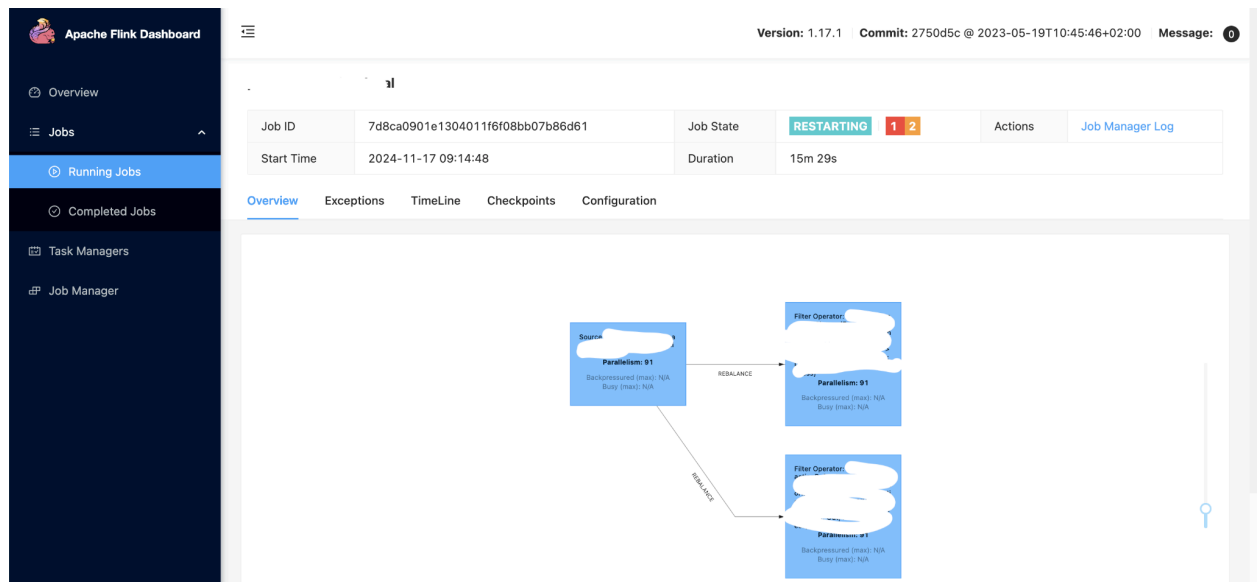 Apache Flink Dashboard
Version: 1.17.1 Commit: 2750d5c @ 2023-05-19T10:45:46+02:00 Message: 0
Overview
Jobs
Running Jobs
Completed Jobs
Task Managers
Job Manager
al
Job ID 7d8ca0901e1304011f6f08bb07b86d61 Job State RESTARTING 1 2 Actions Job Manager Log
Start Time 2024-11-17 09:14:48 Duration 15m 29s
Overview Exceptions TimeLine Checkpoints Configuration
Source
Parallelism: 91
Backpressured (max): N/A
Busy (max): N/A
REBALANCE
REBALANCE
Filter Operator:
Parallelism: 91
Backpressured (max): N/A
Busy (max): N/A
Filter Operator:
Parallelism: 91
Backpressured (max): N/A
Busy (max): N/A